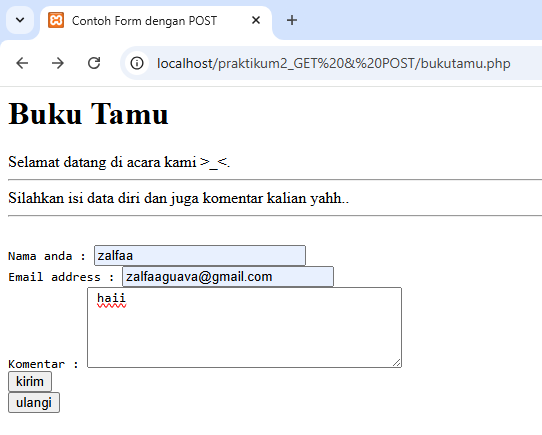 Contoh Form dengan POST
localhost/praktikum2_GET%20&%20POST/bukutamu.php
Buku Tamu
Selamat datang di acara kami >_<.
Silahkan isi data diri dan juga komentar kalian yahh..
Nama anda : zalfaa
Email address : zalfaaguava@gmail.com
haii
Komentar :
kirim
ulangi